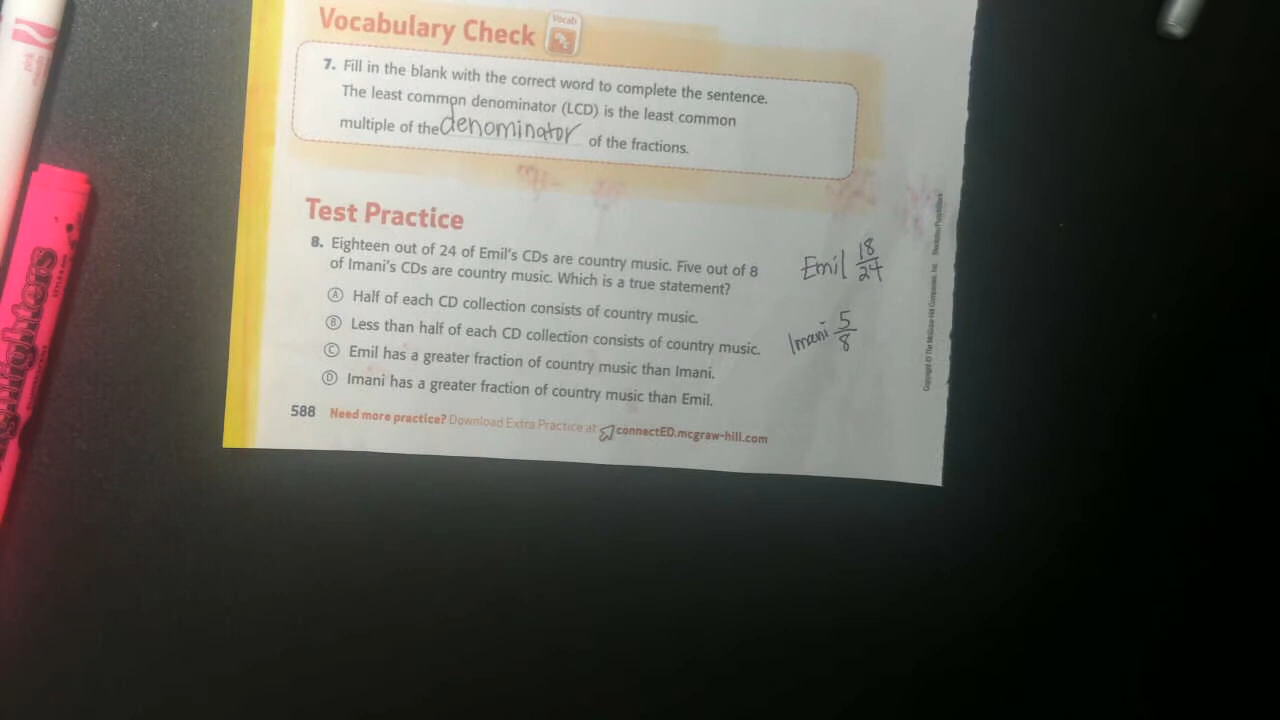 Vocabulary Check
Vocab
7. Fill in the blank with the correct word to complete the sentence.
The least common denominator (LCD) is the least common
multiple of the denominator of the fractions.
Test Practice
8. Eighteen out of 24 of Emil's CDs are country music. Five out of 8
of Imani's CDs are country music. Which is a true statement?
A Half of each CD collection consists of country music.
B Less than half of each CD collection consists of country music.
C Emil has a greater fraction of country music than Imani.
D Imani has a greater fraction of country music than Emil.
Emil 18/24
Imani 5/8
588 Need more practice? Download Extra Practice at connectED.mcgraw-hill.com
Copyright © The McGraw-Hill Companies, Inc.